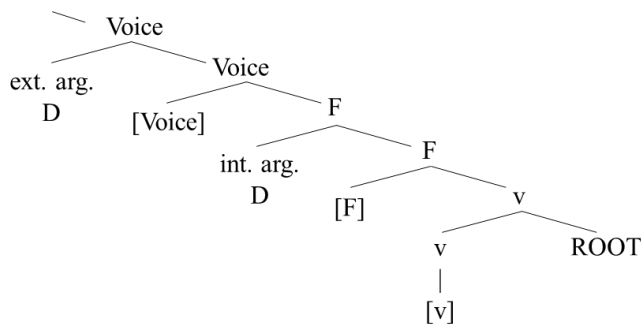 Voice
ext. arg.
D
Voice
[Voice]
F
int. arg.
D
F
[F]
v
v
ROOT
[v]